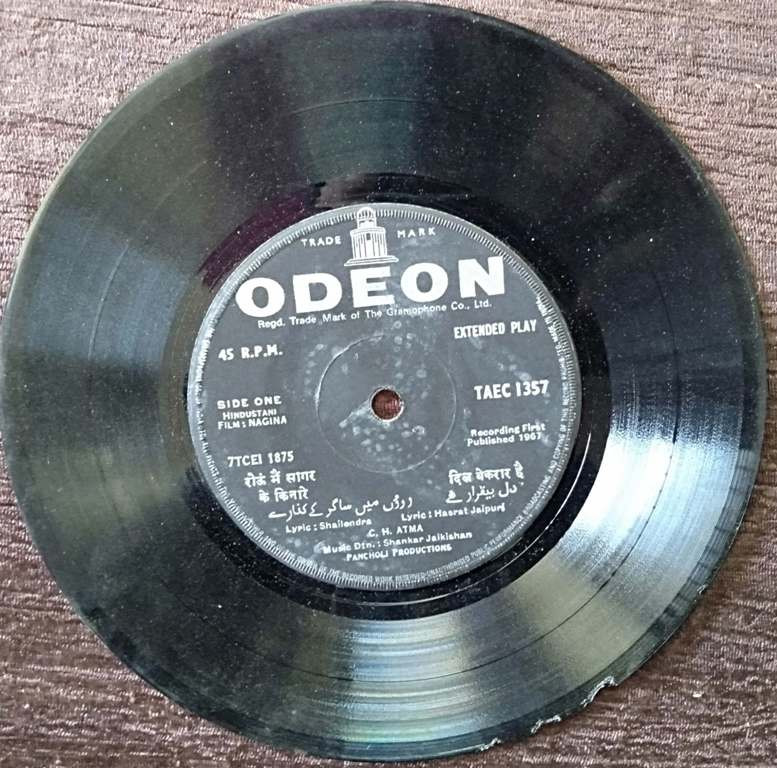 TRADE MARK
ODEON
Regd. Trade Mark of The Gramophone Co., Ltd.
EXTENDED PLAY
45 R.P.M.
TAEC 1357
SIDE ONE
HINDUSTANI
FILM: NAGINA
Recording First
Published 1967
7TCEI 1875
रोऊं मैं सागर
के किनारे
दिल बेकरार है
روؤں میں ساگر کے کنارے
دل بیقرار ہے
Lyric: Shailendra
Lyric: Hasrat Jaipuri
C. H. ATMA
Music Dtn.: Shankar Jaikishan
PANCHOLI PRODUCTIONS